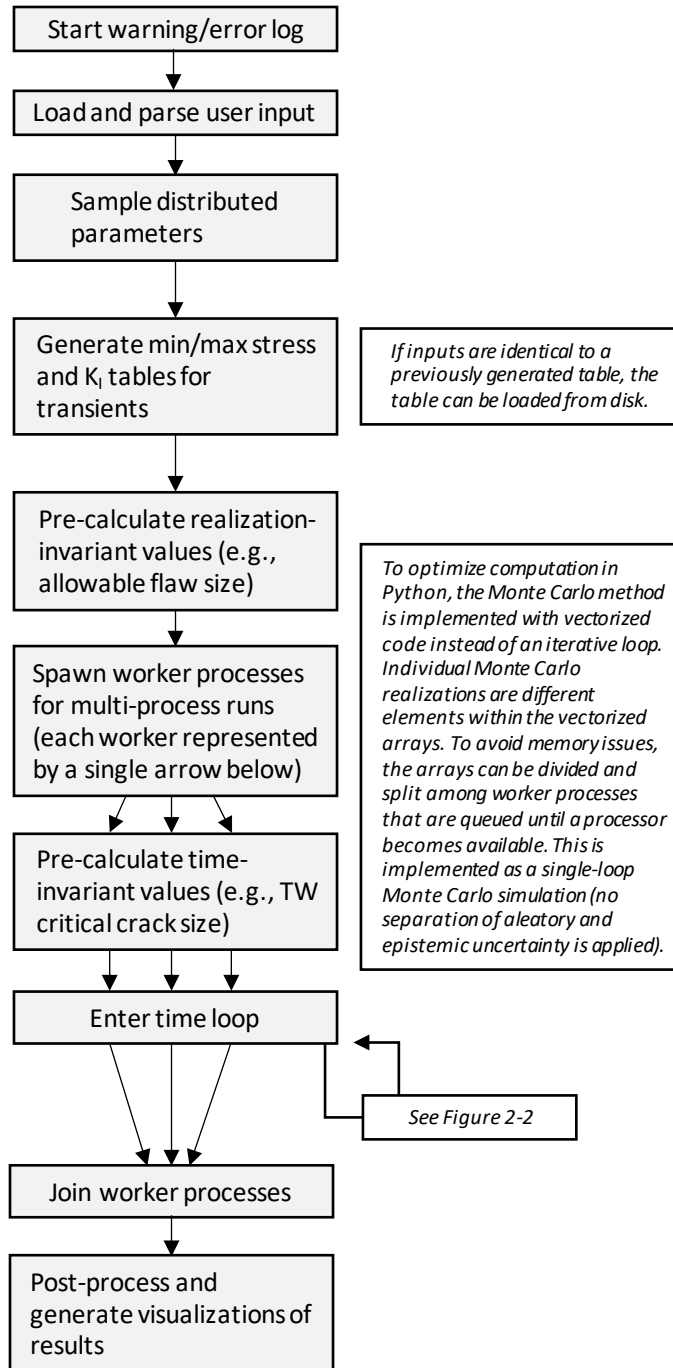 Start warning/error log
Load and parse user input
Sample distributed
parameters
Generate min/max stress
and KI tables for
transients
If inputs are identical to a
previously generated table, the
table can be loaded from disk.
Pre-calculate realization-
invariant values (e.g.,
allowable flaw size)
Spawn worker processes
for multi-process runs
(each worker represented
by a single arrow below)
Pre-calculate time-
invariant values (e.g., TW
critical crack size)
To optimize computation in
Python, the Monte Carlo method
is implemented with vectorized
code instead of an iterative loop.
Individual Monte Carlo
realizations are different
elements within the vectorized
arrays. To avoid memory issues,
the arrays can be divided and
split among worker processes
that are queued until a processor
becomes available. This is
implemented as a single-loop
Monte Carlo simulation (no
separation of aleatory and
epistemic uncertainty is applied).
Enter time loop
See Figure 2-2
Join worker processes
Post-process and
generate visualizations of
results